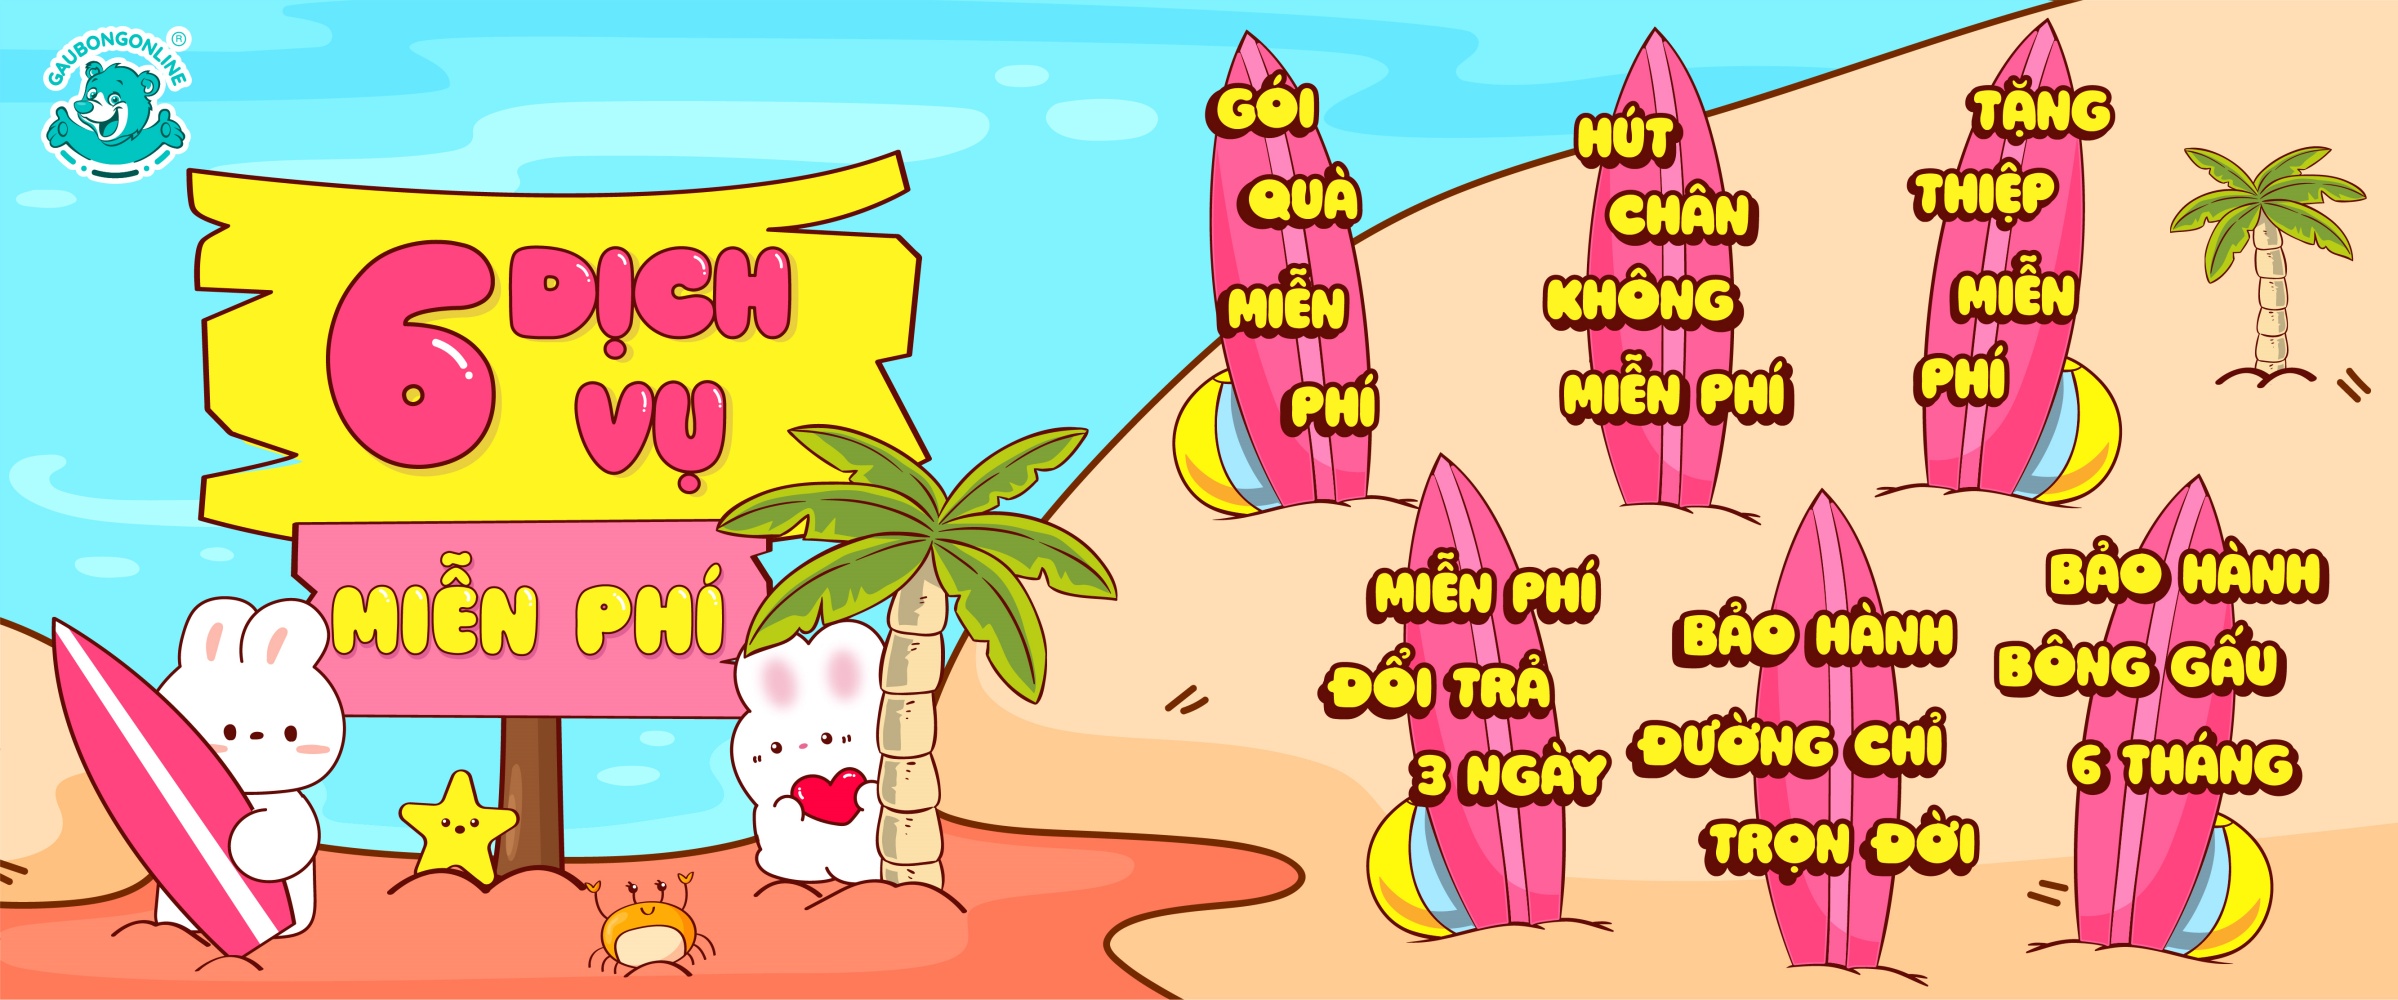 GAUBONGONLINE ®
6 DỊCH
VỤ
MIỄN PHÍ
GÓI
QUÀ
MIỄN
PHÍ
HÚT
CHÂN
KHÔNG
MIỄN PHÍ
TẶNG
THIỆP
MIỄN
PHÍ
MIỄN PHÍ
ĐỔI TRẢ
3 NGÀY
BẢO HÀNH
ĐƯỜNG CHỈ
TRỌN ĐỜI
BẢO HÀNH
BÔNG GẤU
6 THÁNG